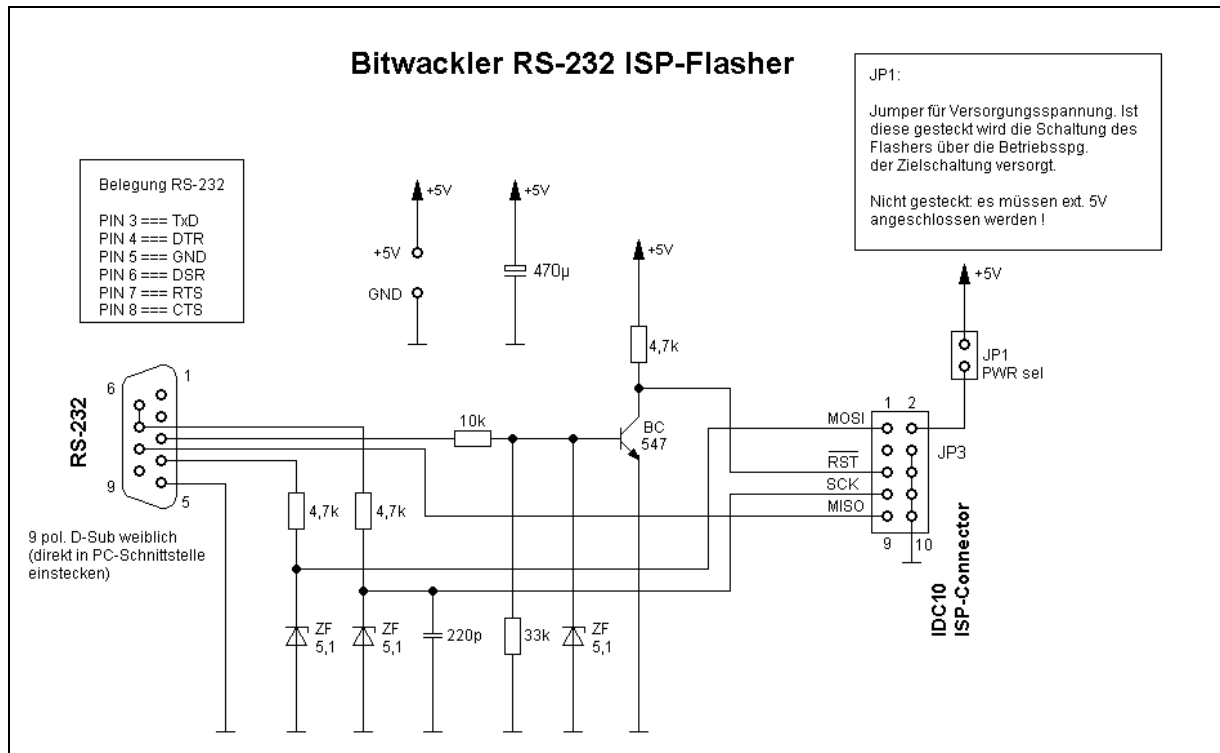 Bitwackler RS-232 ISP-Flasher
JP1:
Jumper für Versorgungsspannung. Ist
diese gesteckt wird die Schaltung des
Flashers über die Betriebsspg.
der Zielschaltung versorgt.
Nicht gesteckt: es müssen ext. 5V
angeschlossen werden !
Belegung RS-232
PIN 3 === TxD
PIN 4 === DTR
PIN 5 === GND
PIN 6 === DSR
PIN 7 === RTS
PIN 8 === CTS
+5V
+5V
GND
+5V
470µ
+5V
4,7k
+5V
JP1
PWR sel
RS-232
6
1
9
5
9 pol. D-Sub weiblich
(direkt in PC-Schnittstelle
einstecken)
10k
BC
547
4,7k
4,7k
ZF
5,1
ZF
5,1
220p
33k
ZF
5,1
MOSI
RST
SCK
MISO
1
2
JP3
9
10
IDC10
ISP-Connector